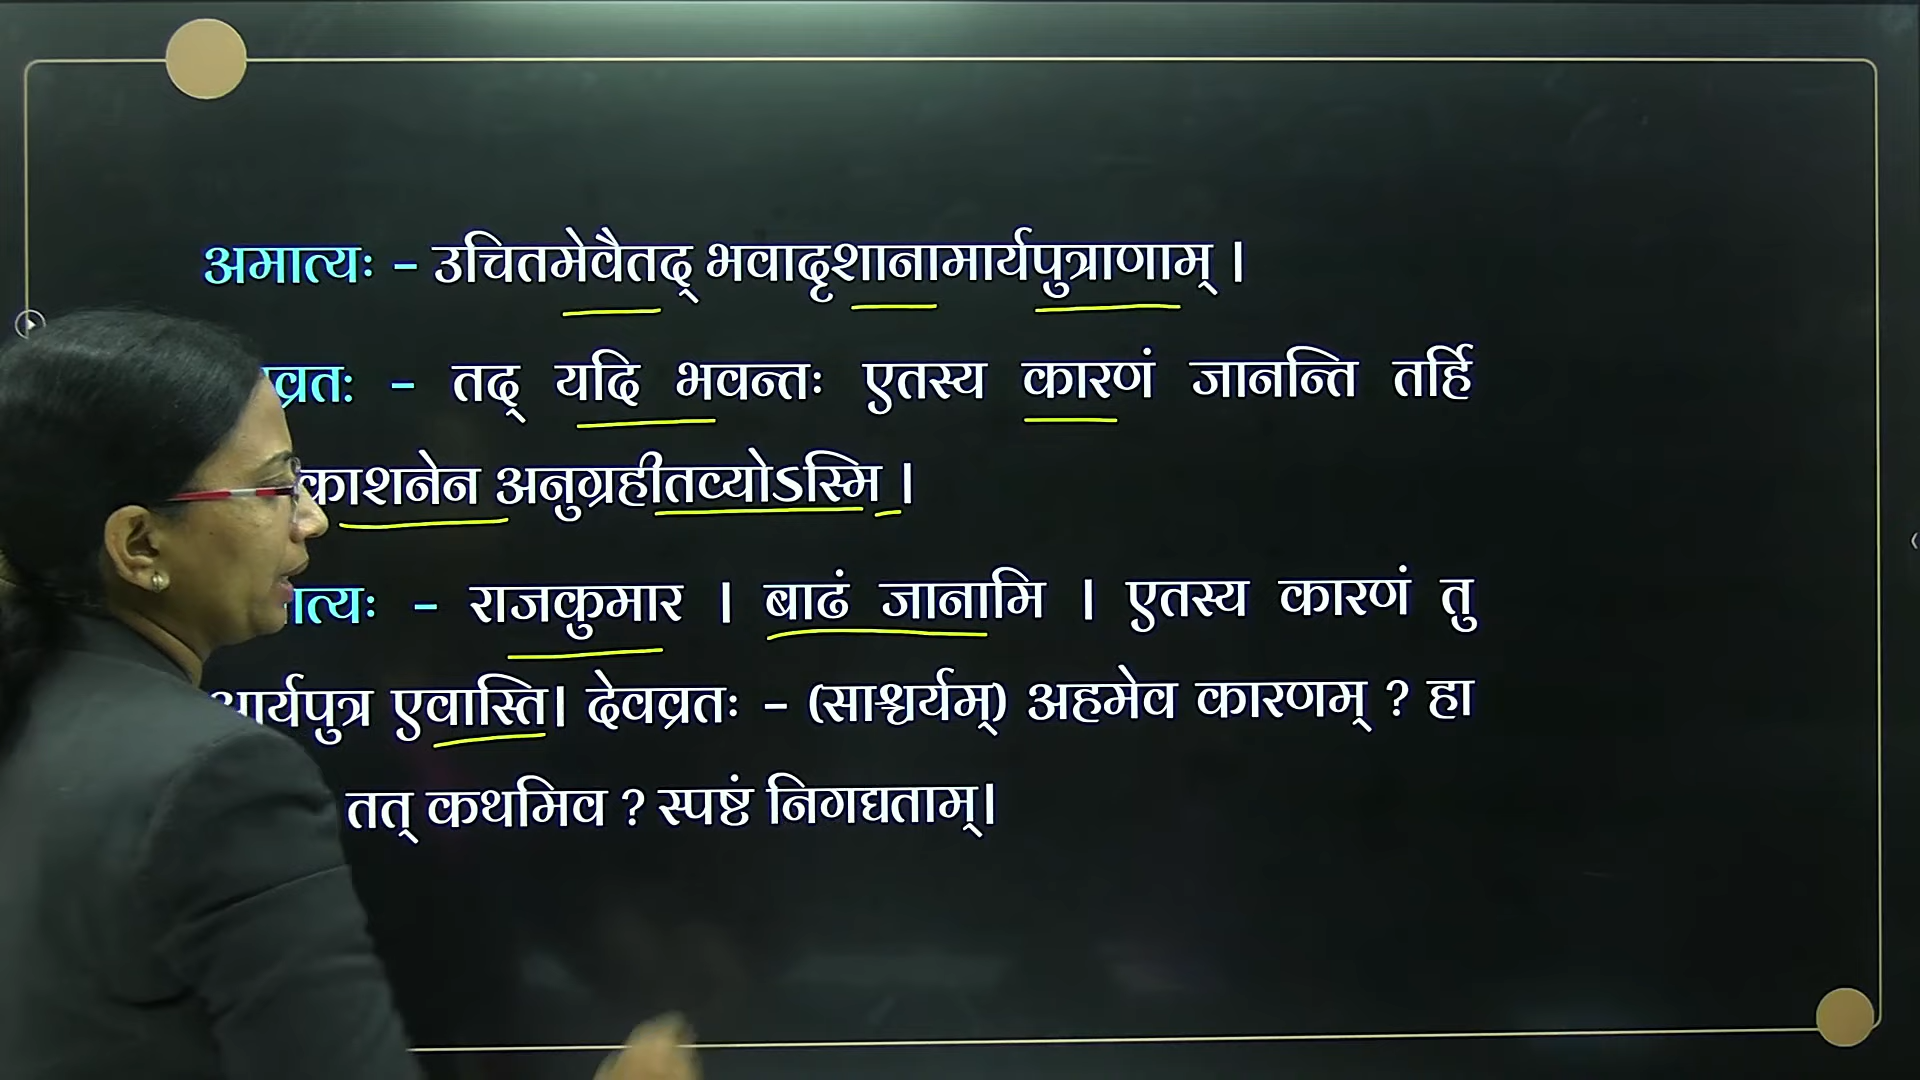 अमात्यः - उचितमेवैतद् भवादृशानामार्यपुत्राणाम् ।
व्रतः - तद् यदि भवन्तः एतस्य कारणं जानन्ति तर्हि
काशनेन अनुग्रहीतव्योऽस्मि ।
ात्यः - राजकुमार । बाढं जानामि । एतस्य कारणं तु
आर्यपुत्र एवास्ति। देवव्रतः - (साश्चर्यम्) अहमेव कारणम् ? हा
तत् कथमिव ? स्पष्टं निगद्यताम्।